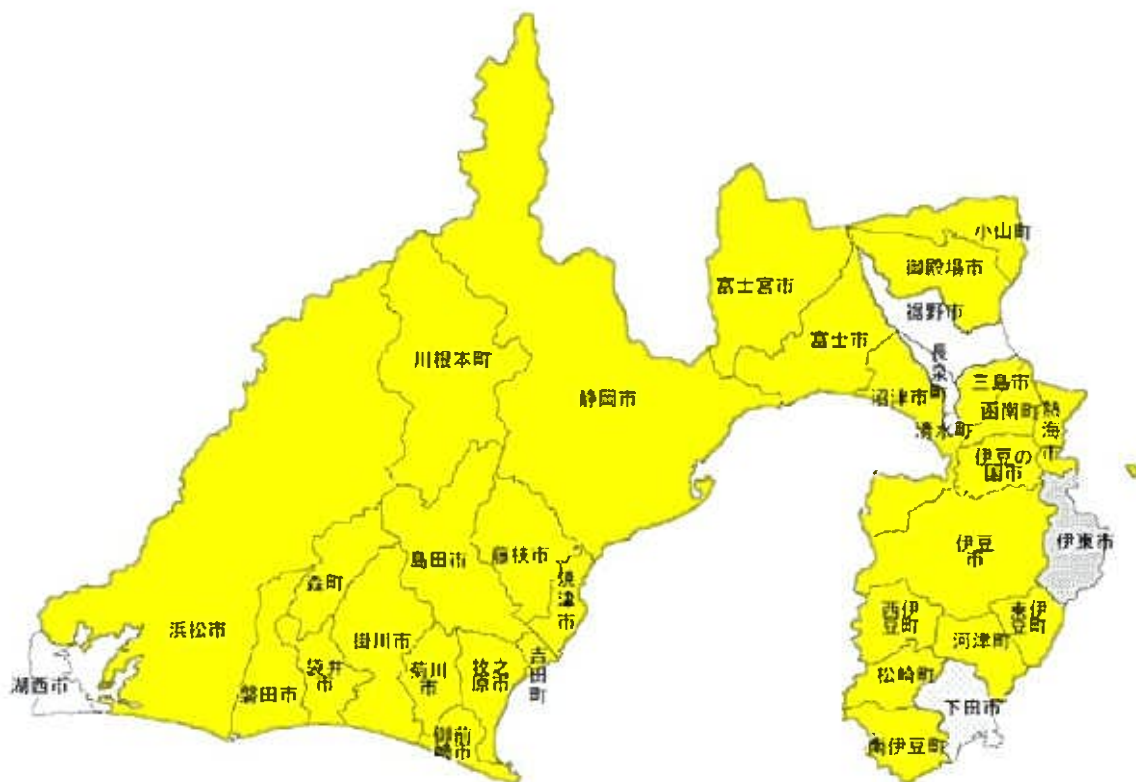 小山町
御殿場市
富士宮市
裾野市
富士市
川根本町
長泉町
三島市
沼津市
静岡市
函南町
熱海市
清水町
伊豆の
国市
伊東市
伊豆
市
島田市
藤枝市
焼津市
森町
西伊
豆町
東伊
豆町
浜松市
掛川市
河津町
袋井
市
菊川
市
牧之
原市
吉田町
湖西市
磐田市
松崎町
下田市
御前
崎市
南伊豆町